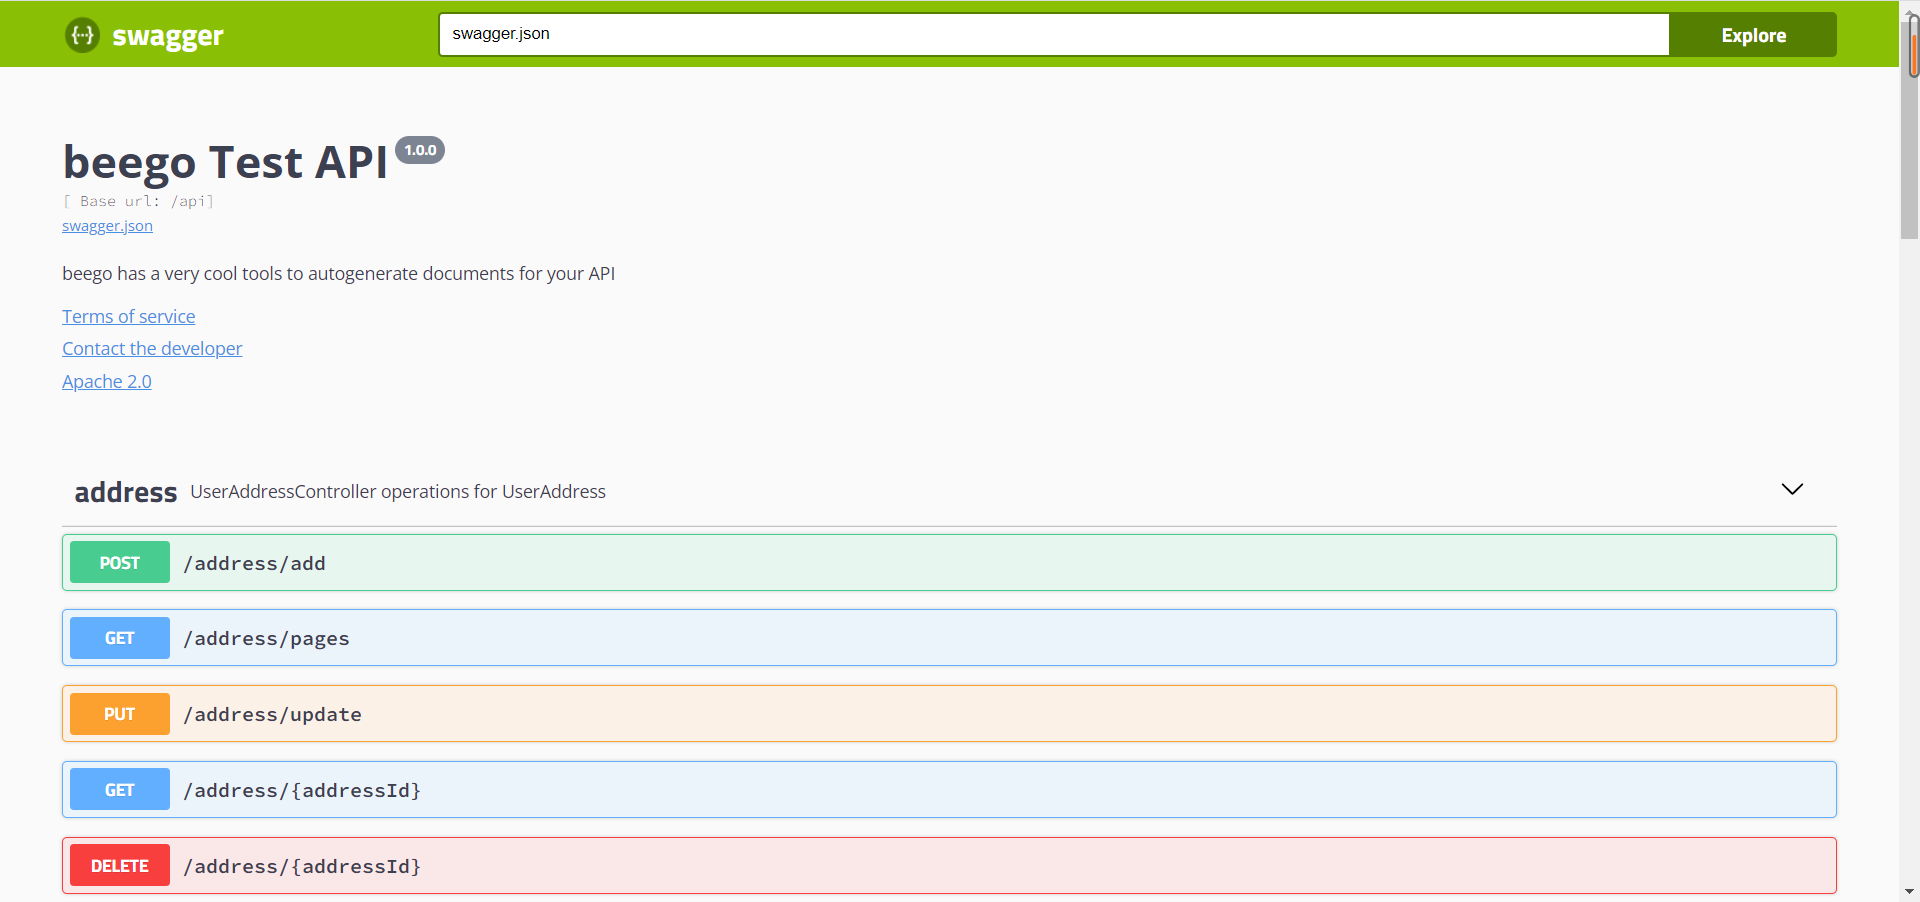 {···} swagger
swagger.json
Explore
beego Test API 1.0.0
[ Base url: /api]
swagger.json
beego has a very cool tools to autogenerate documents for your API
Terms of service
Contact the developer
Apache 2.0
address UserAddressController operations for UserAddress
POST /address/add
GET /address/pages
PUT /address/update
GET /address/{addressId}
DELETE /address/{addressId}